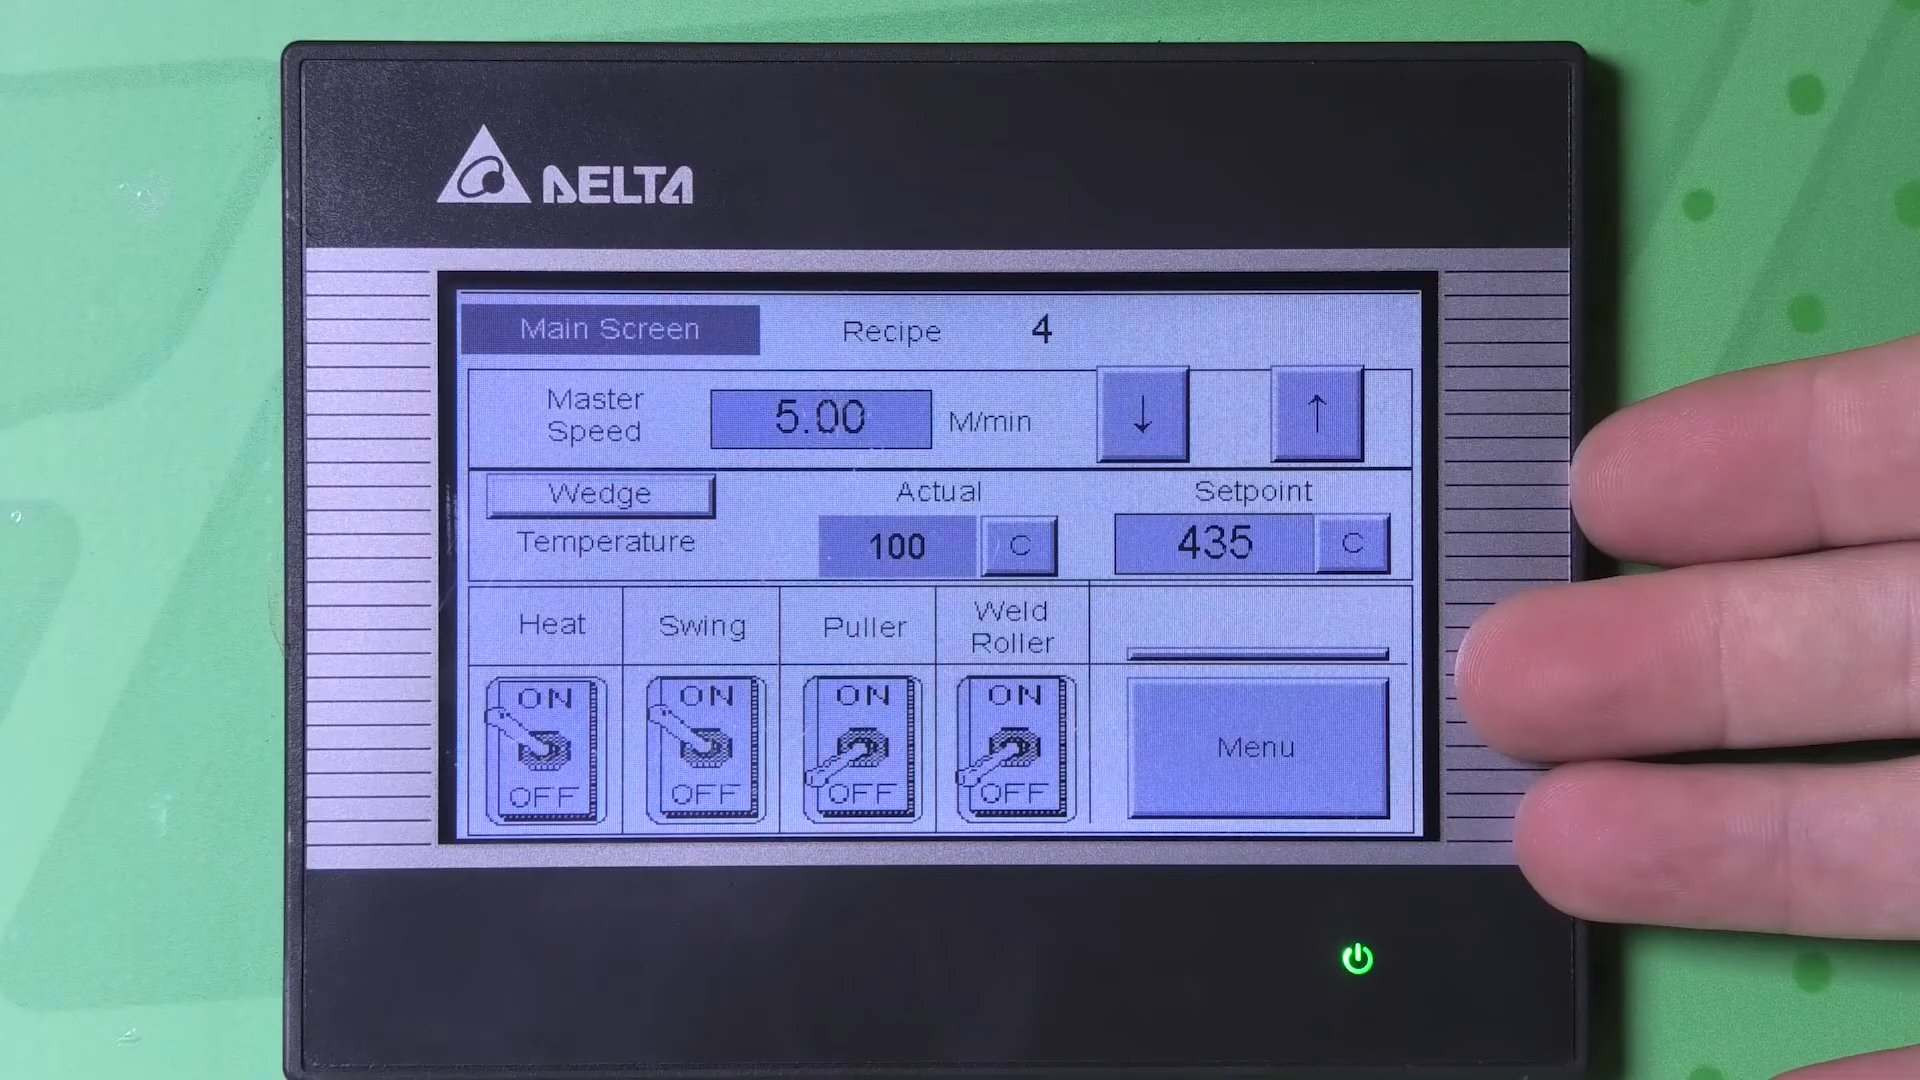 DELTA
Main Screen Recipe 4
Master Speed 5.00 M/min ↓ ↑
Wedge Actual Setpoint
Temperature 100 C 435 C
Heat Swing Puller Weld Roller
ON ON ON ON
OFF OFF OFF OFF
Menu